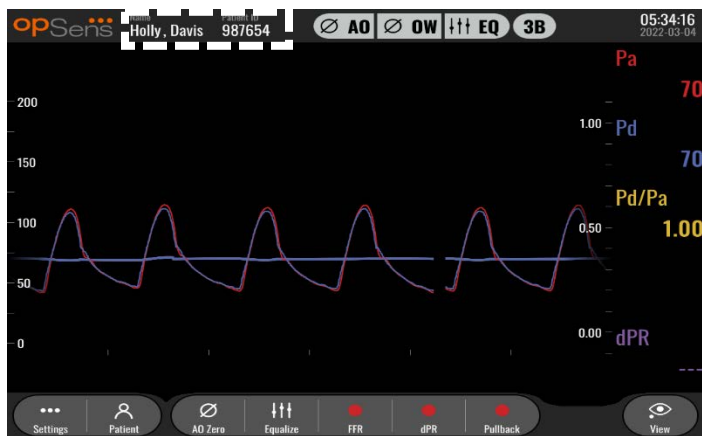 opSens
Name Patient ID
Holly, Davis 987654
AO OW EQ 3B
05:34:16
2022-03-04
Pa
70
200
1.00
Pd
150
70
Pd/Pa
100
0.50
1.00
50
0
0.00
dPR
---
Settings Patient AO Zero Equalize FFR dPR Pullback View